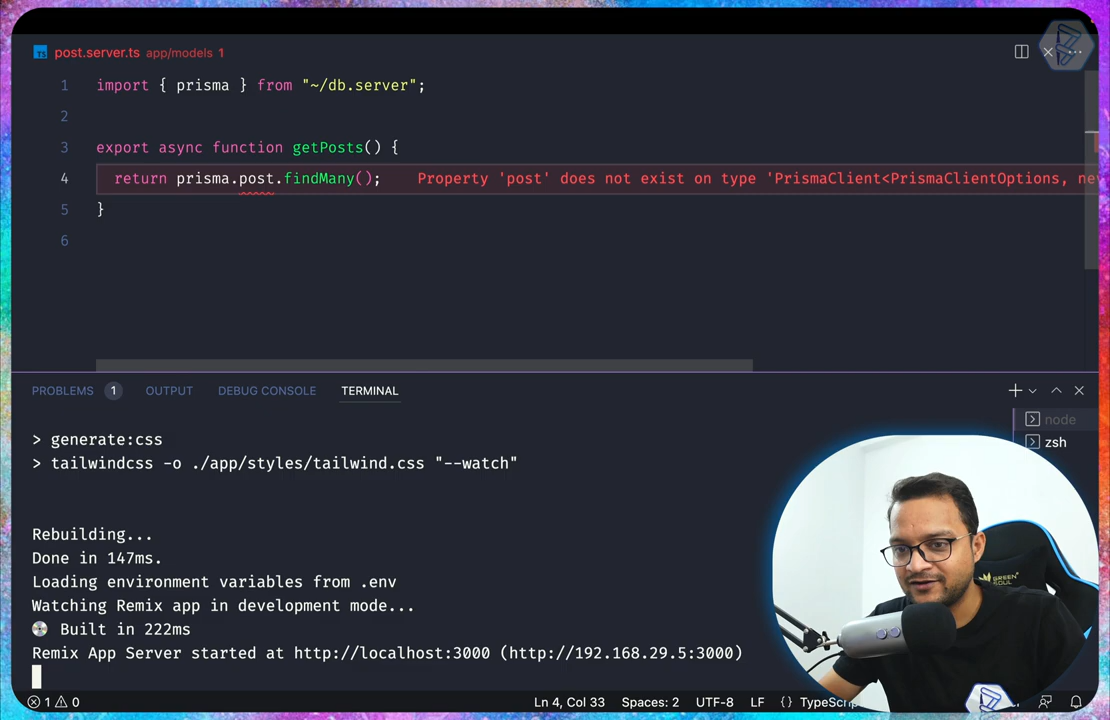 post.server.ts app/models 1
1 import { prisma } from "~/db.server";
2
3 export async function getPosts() {
4 return prisma.post.findMany(); Property 'post' does not exist on type 'PrismaClient<PrismaClientOptions, ne
5 }
6
PROBLEMS 1 OUTPUT DEBUG CONSOLE TERMINAL
> generate:css
node
> tailwindcss -o ./app/styles/tailwind.css "--watch"
zsh
Rebuilding...
Done in 147ms.
Loading environment variables from .env
Watching Remix app in development mode...
Built in 222ms
Remix App Server started at http://localhost:3000 (http://192.168.29.5:3000)
GREEN SOUL
1 0 Ln 4, Col 33 Spaces: 2 UTF-8 LF {} TypeScrip